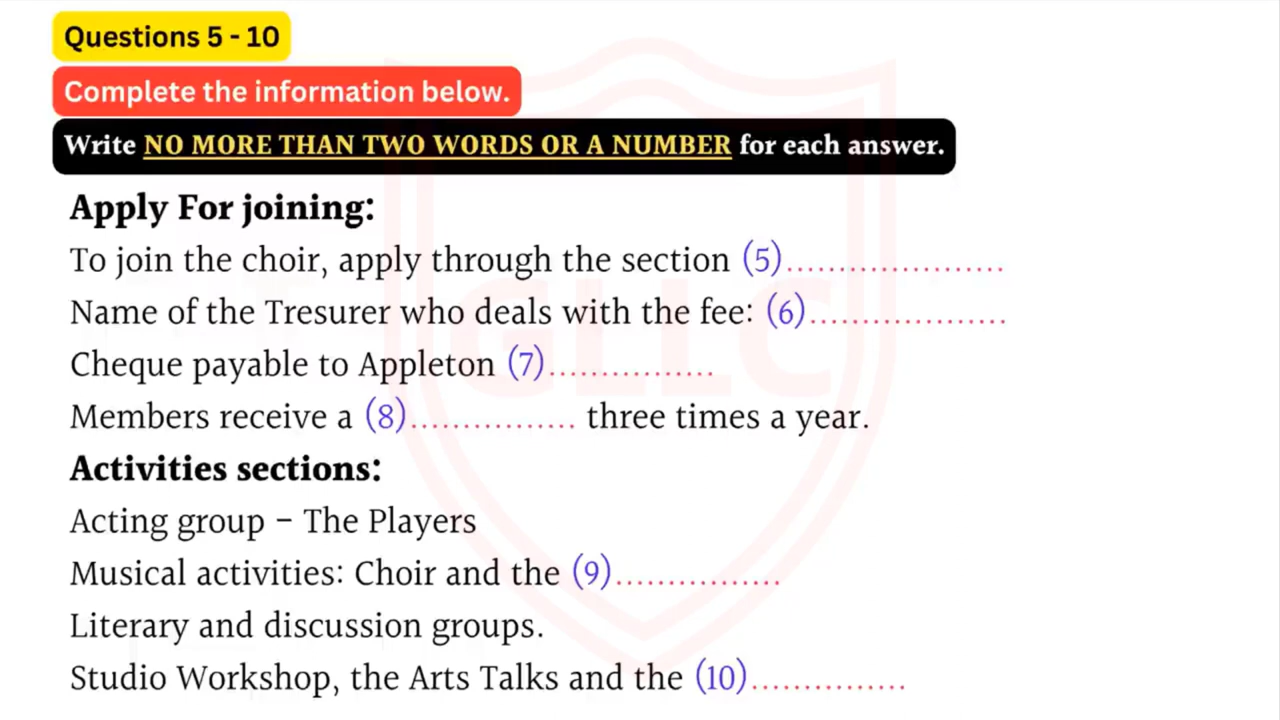 Questions 5 - 10
Complete the information below.
Write NO MORE THAN TWO WORDS OR A NUMBER for each answer.
Apply For joining:
To join the choir, apply through the section (5).....................
Name of the Tresurer who deals with the fee: (6)...................
Cheque payable to Appleton (7)................
Members receive a (8)................ three times a year.
Activities sections:
Acting group – The Players
Musical activities: Choir and the (9)................
Literary and discussion groups.
Studio Workshop, the Arts Talks and the (10)...............
GLLC